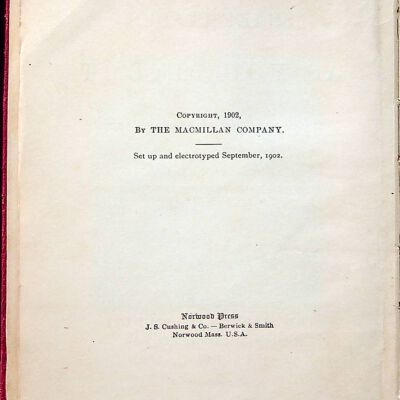 Copyright, 1902,
By THE MACMILLAN COMPANY.
Set up and electrotyped September, 1902.
Norwood Press
J. S. Cushing & Co. — Berwick & Smith
Norwood Mass. U.S.A.